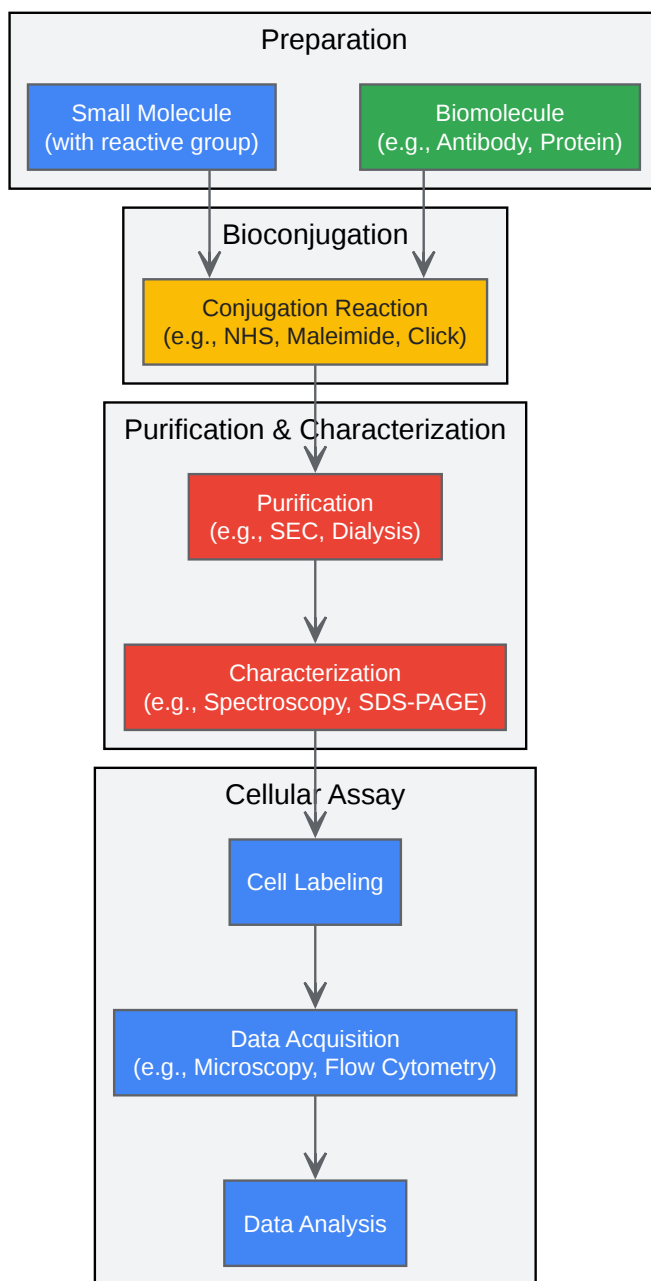 Preparation
Small Molecule
(with reactive group)
Biomolecule
(e.g., Antibody, Protein)
Bioconjugation
Conjugation Reaction
(e.g., NHS, Maleimide, Click)
Purification & Characterization
Purification
(e.g., SEC, Dialysis)
Characterization
(e.g., Spectroscopy, SDS-PAGE)
Cellular Assay
Cell Labeling
Data Acquisition
(e.g., Microscopy, Flow Cytometry)
Data Analysis